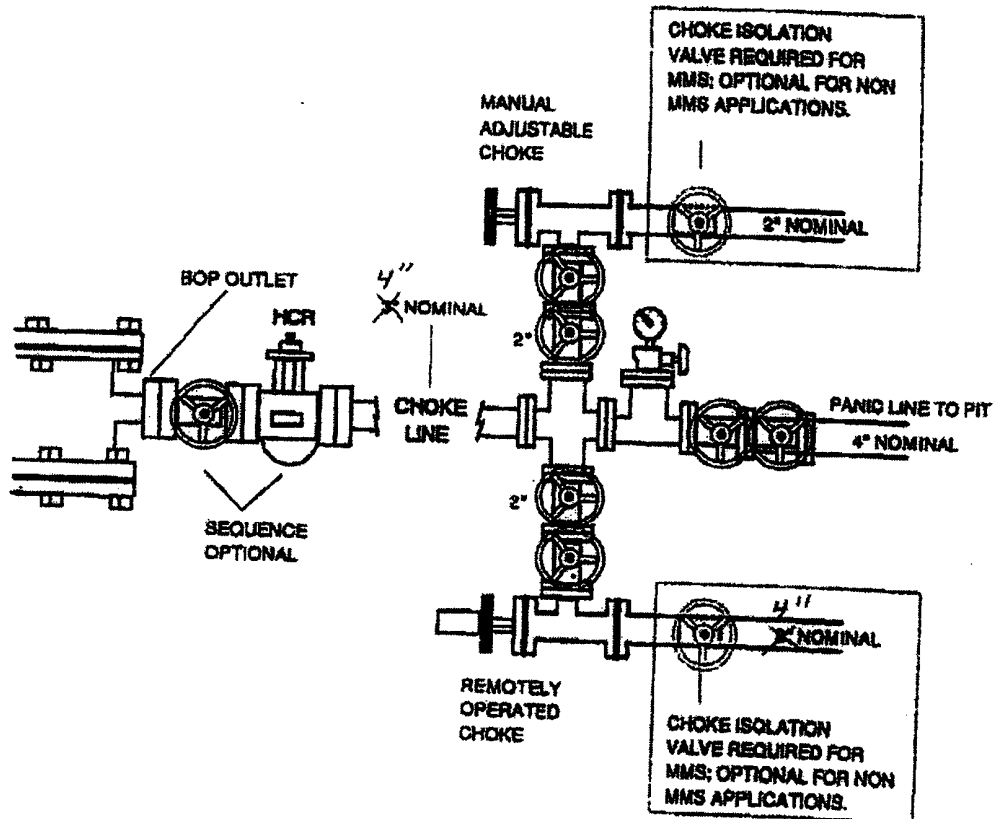 CHOKE ISOLATION
VALVE REQUIRED FOR
MMS; OPTIONAL FOR NON
MMS APPLICATIONS.
MANUAL
ADJUSTABLE
CHOKE
2" NOMINAL
BOP OUTLET
4"
NOMINAL
HCR
2"
CHOKE
LINE
PANIC LINE TO PIT
4" NOMINAL
SEQUENCE
OPTIONAL
2"
4"
NOMINAL
REMOTELY
OPERATED
CHOKE
CHOKE ISOLATION
VALVE REQUIRED FOR
MMS; OPTIONAL FOR NON
MMS APPLICATIONS.